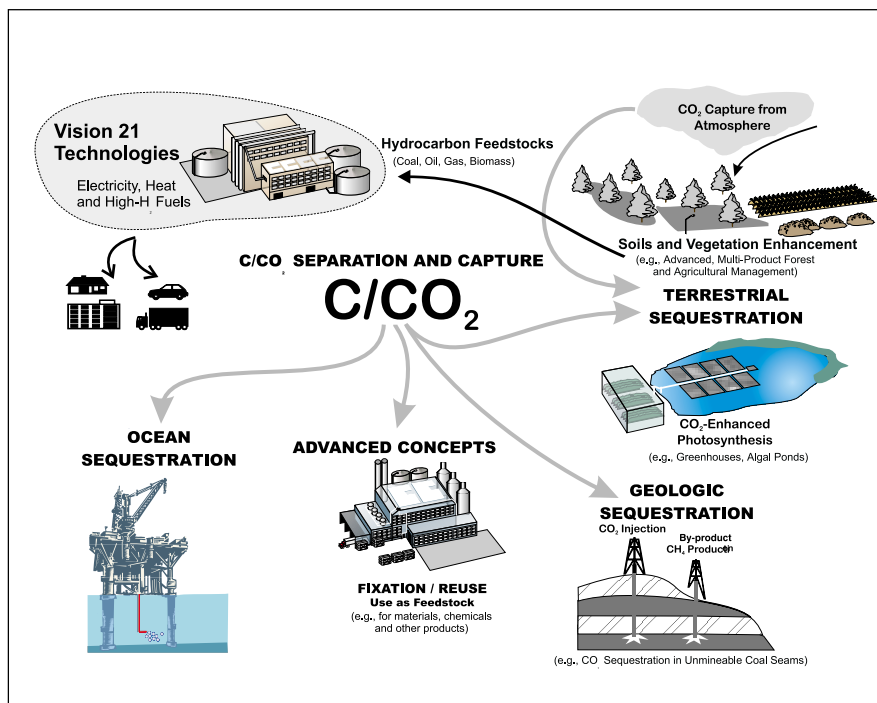 Vision 21
Technologies
Electricity, Heat
and High-H₂ Fuels
Hydrocarbon Feedstocks
(Coal, Oil, Gas, Biomass)
CO₂ Capture from
Atmosphere
Soils and Vegetation Enhancement
(e.g., Advanced, Multi-Product Forest
and Agricultural Management)
C/CO₂ SEPARATION AND CAPTURE
C/CO₂
TERRESTRIAL
SEQUESTRATION
CO₂-Enhanced
Photosynthesis
(e.g., Greenhouses, Algal Ponds)
OCEAN
SEQUESTRATION
ADVANCED CONCEPTS
FIXATION / REUSE
Use as Feedstock
(e.g., for materials, chemicals
and other products)
GEOLOGIC
SEQUESTRATION
CO₂ Injection
By-product
CH₄ Production
(e.g., CO₂ Sequestration in Unmineable Coal Seams)